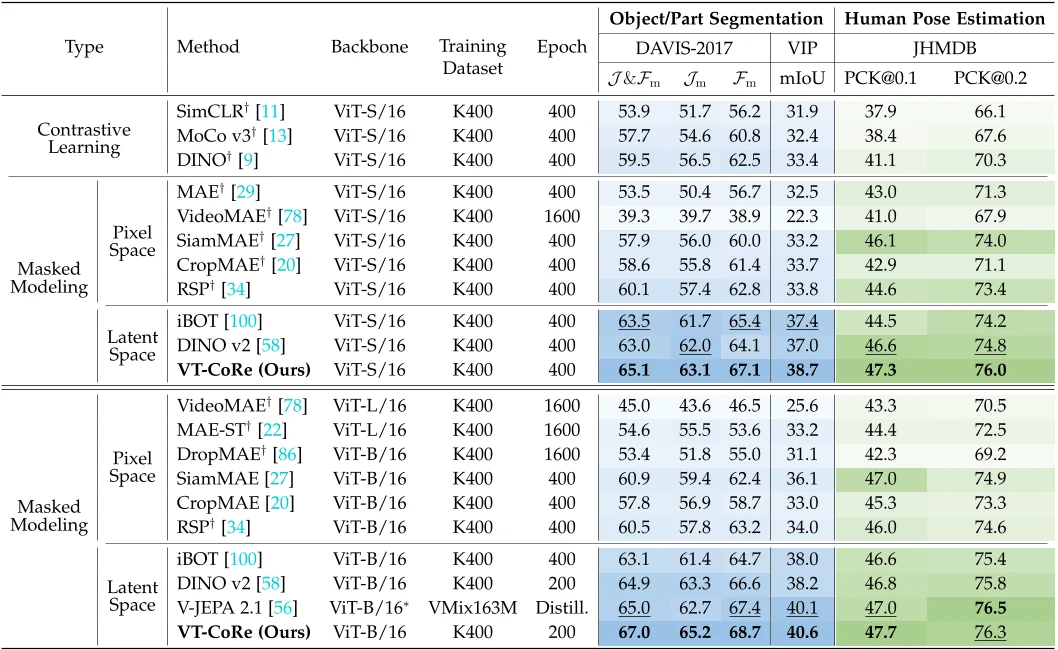 Object/Part Segmentation Human Pose Estimation
Type Method Backbone Training Dataset Epoch DAVIS-2017 VIP JHMDB
J&Fm Jm Fm mIoU PCK@0.1 PCK@0.2
Contrastive Learning
SimCLR† [11] ViT-S/16 K400 400 53.9 51.7 56.2 31.9 37.9 66.1
MoCo v3† [13] ViT-S/16 K400 400 57.7 54.6 60.8 32.4 38.4 67.6
DINO† [9] ViT-S/16 K400 400 59.5 56.5 62.5 33.4 41.1 70.3
Masked Modeling
Pixel Space
MAE† [29] ViT-S/16 K400 400 53.5 50.4 56.7 32.5 43.0 71.3
VideoMAE† [78] ViT-S/16 K400 1600 39.3 39.7 38.9 22.3 41.0 67.9
SiamMAE† [27] ViT-S/16 K400 400 57.9 56.0 60.0 33.2 46.1 74.0
CropMAE† [20] ViT-S/16 K400 400 58.6 55.8 61.4 33.7 42.9 71.1
RSP† [34] ViT-S/16 K400 400 60.1 57.4 62.8 33.8 44.6 73.4
Latent Space
iBOT [100] ViT-S/16 K400 400 63.5 61.7 65.4 37.4 44.5 74.2
DINO v2 [58] ViT-S/16 K400 400 63.0 62.0 64.1 37.0 46.6 74.8
VT-CoRe (Ours) ViT-S/16 K400 400 65.1 63.1 67.1 38.7 47.3 76.0
Masked Modeling
Pixel Space
VideoMAE† [78] ViT-L/16 K400 1600 45.0 43.6 46.5 25.6 43.3 70.5
MAE-ST† [22] ViT-L/16 K400 1600 54.6 55.5 53.6 33.2 44.4 72.5
DropMAE† [86] ViT-B/16 K400 1600 53.4 51.8 55.0 31.1 42.3 69.2
SiamMAE [27] ViT-B/16 K400 400 60.9 59.4 62.4 36.1 47.0 74.9
CropMAE [20] ViT-B/16 K400 400 57.8 56.9 58.7 33.0 45.3 73.3
RSP† [34] ViT-B/16 K400 400 60.5 57.8 63.2 34.0 46.0 74.6
Latent Space
iBOT [100] ViT-B/16 K400 400 63.1 61.4 64.7 38.0 46.6 75.4
DINO v2 [58] ViT-B/16 K400 200 64.9 63.3 66.6 38.2 46.8 75.8
V-JEPA 2.1 [56] ViT-B/16* VMix163M Distill. 65.0 62.7 67.4 40.1 47.0 76.5
VT-CoRe (Ours) ViT-B/16 K400 200 67.0 65.2 68.7 40.6 47.7 76.3